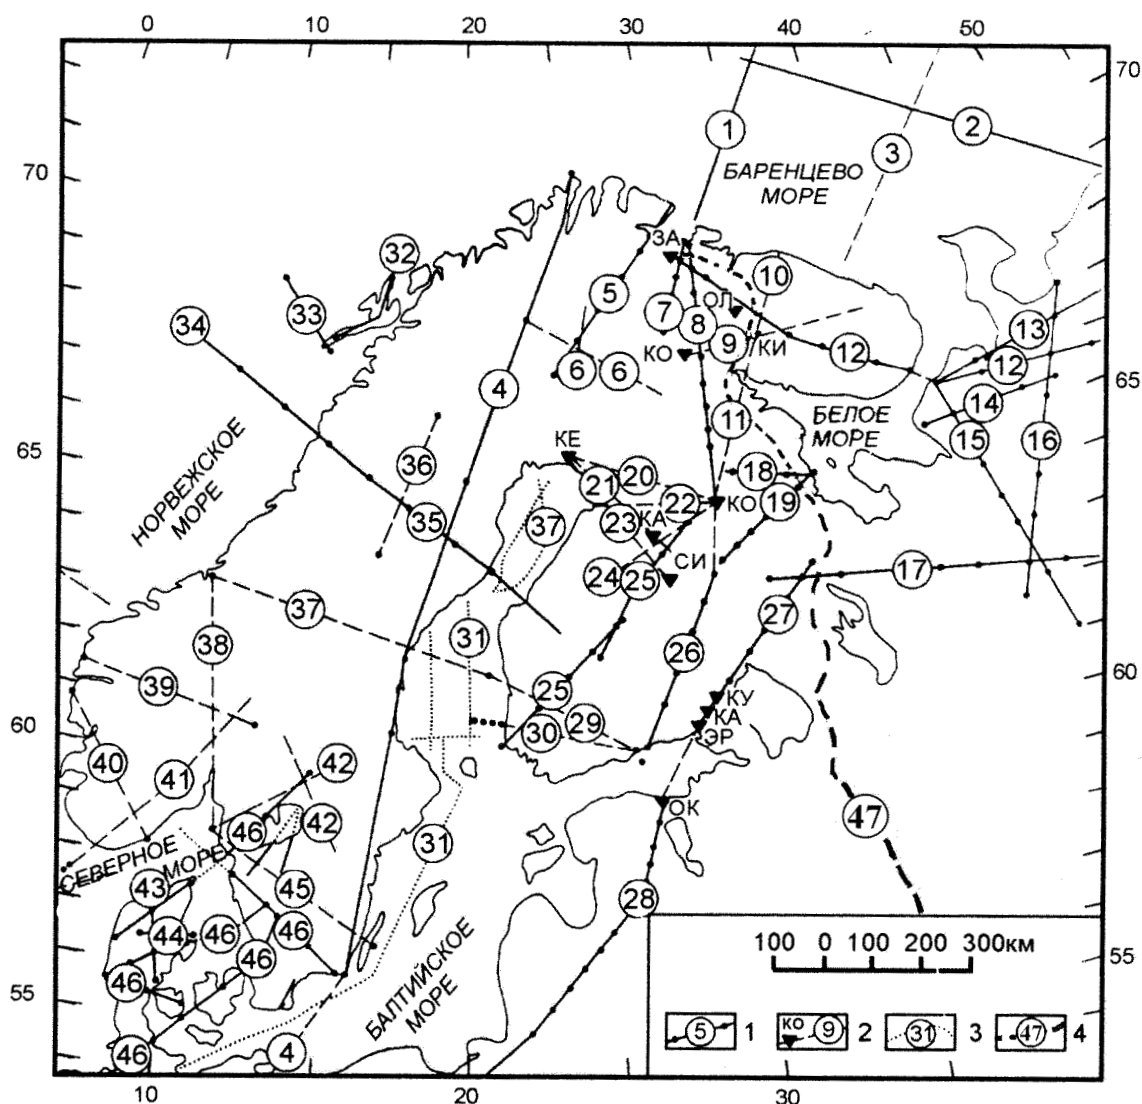 0 10 20 30 40 50
70
1
2
3
БАРЕНЦЕВО
МОРЕ
70
ЗА
32
10
5
33
7
ОЛ
8
34
9
13
КО
КИ
12
12
6
6
65
4
14
11
БЕЛОЕ
МОРЕ
15
16
65
НОРВЕЖСКОЕ
МОРЕ
36
КЕ
20
18
21
22
КО
19
35
23
КА
37
СИ
24
25
17
37
31
27
38
26
60
39
25
КУ
КА
ЭР
60
30
29
40
41
42
ОК
42
47
46
СЕВЕРНОЕ
МОРЕ
31
43
45
28
44
46
46
46
46
55
БАЛТИЙСКОЕ
МОРЕ
100 0 100 200 300км
55
46
4
5 1
КО 9 2
31 3
47 4
10 20 30